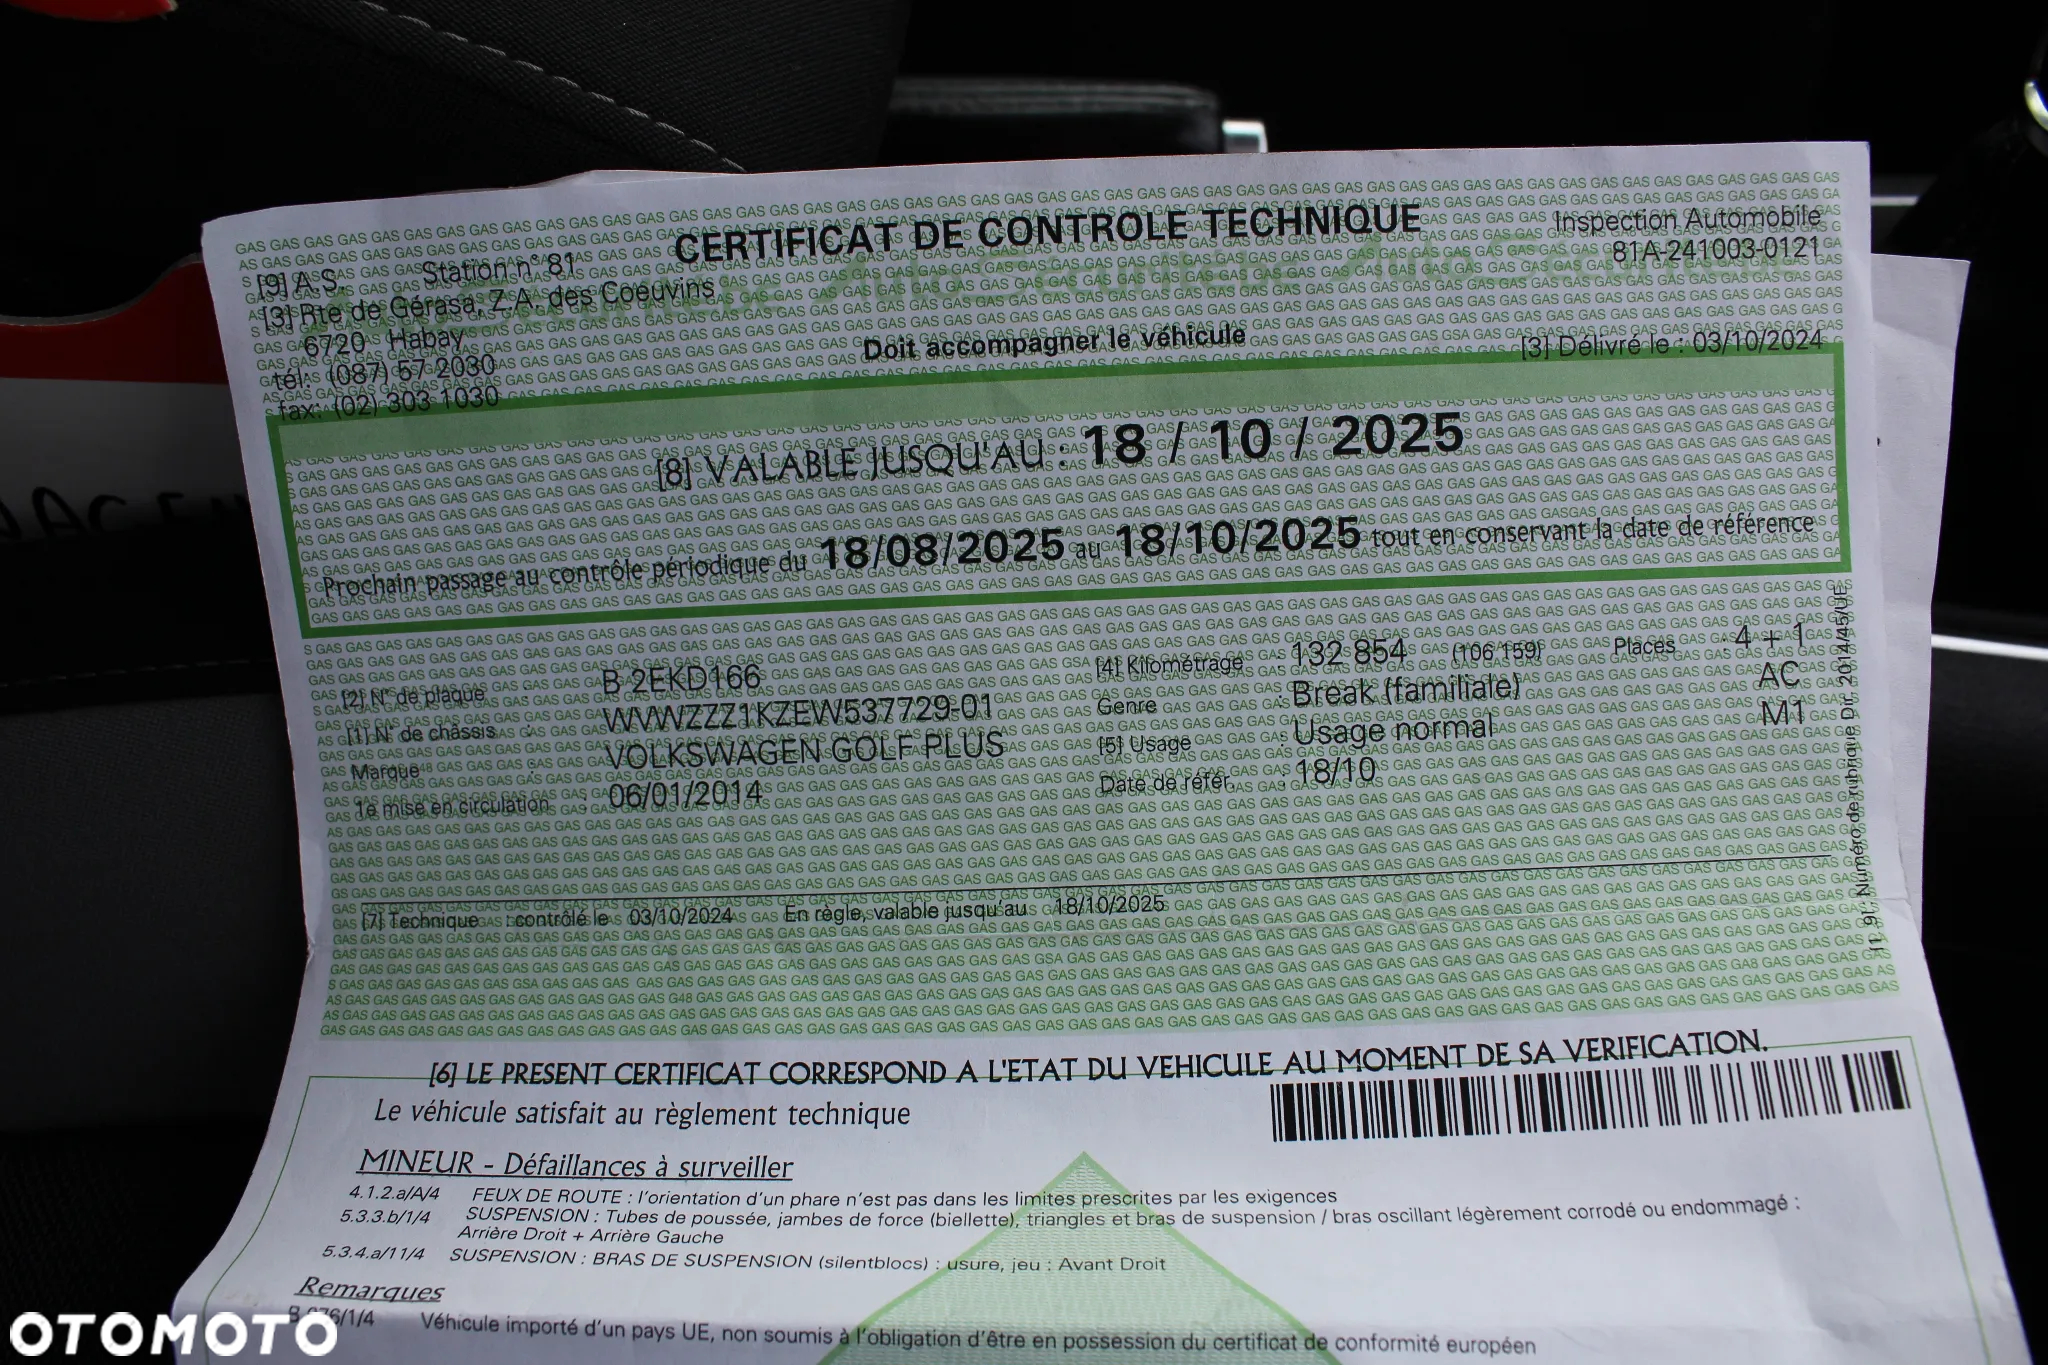 CERTIFICAT DE CONTROLE TECHNIQUE
Inspection Automobile
81A-241003-0121
[9] A.S. Station n° 81
[3] Rte de Gérasa, Z.A. des Coeuvins
6720 Habay
tél: (087) 57 2030
fax: (02) 303 1030
Doit accompagner le véhicule
[3] Délivré le : 03/10/2024
[8] VALABLE JUSQU'AU : 18 / 10 / 2025
Prochain passage au contrôle périodique du 18/08/2025 au 18/10/2025 tout en conservant la date de référence
[2] N° de plaque B 2EKD166
[1] N° de châssis : WVWZZZ1KZEW537729-01
Marque : VOLKSWAGEN GOLF PLUS
1e mise en circulation : 06/01/2014
[4] Kilométrage : 132 854 (106 159) Places : 4 + 1
Genre : Break (familiale) AC
[5] Usage : Usage normal M1
Date de référ. : 18/10
Numéro de rubrique Dir. 2014/45/UE
[7] Technique : contrôlé le 03/10/2024 En règle, valable jusqu'au 18/10/2025
[6] LE PRESENT CERTIFICAT CORRESPOND A L'ETAT DU VEHICULE AU MOMENT DE SA VERIFICATION.
Le véhicule satisfait au règlement technique
MINEUR - Défaillances à surveiller
4.1.2.a/A/4 FEUX DE ROUTE : l'orientation d'un phare n'est pas dans les limites prescrites par les exigences
5.3.3.b/1/4 SUSPENSION : Tubes de poussée, jambes de force (biellette), triangles et bras de suspension / bras oscillant légèrement corrodé ou endommagé :
Arrière Droit + Arrière Gauche
5.3.4.a/11/4 SUSPENSION : BRAS DE SUSPENSION (silentblocs) : usure, jeu : Avant Droit
Remarques
Véhicule importé d'un pays UE, non soumis à l'obligation d'être en possession du certificat de conformité européen
OTOMOTO